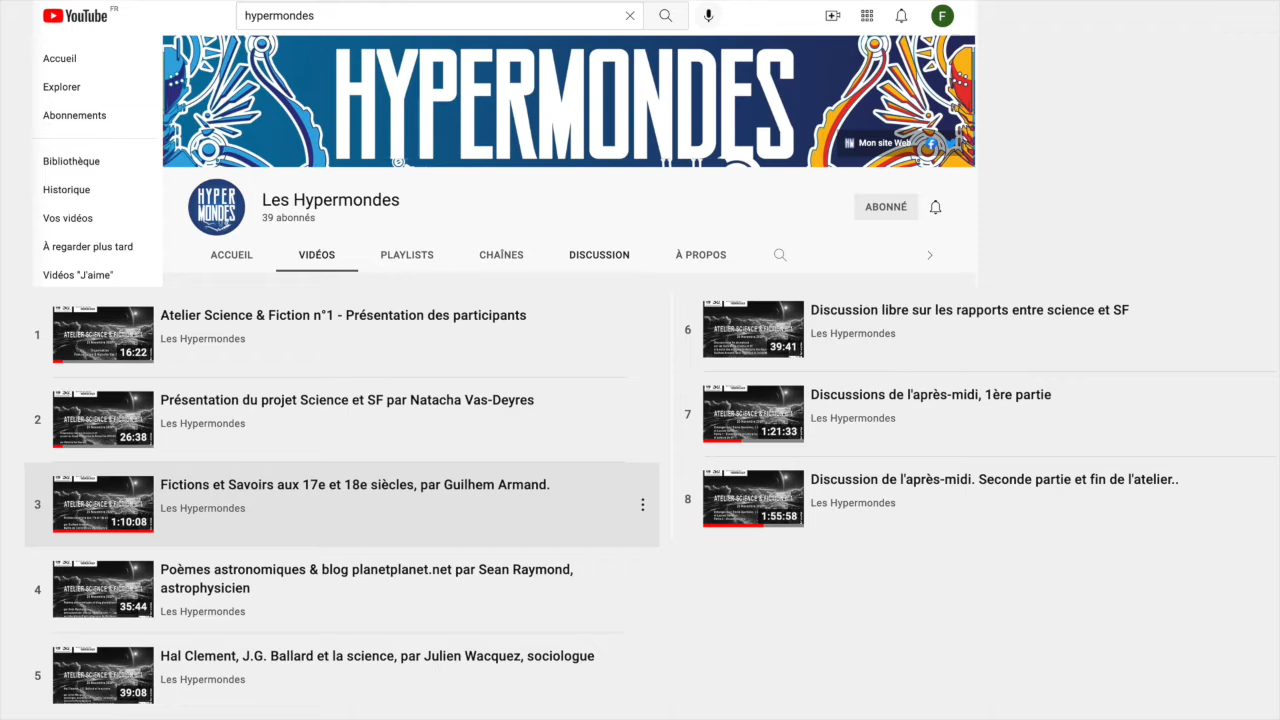 YouTube FR
hypermondes
F
Accueil
Explorer
Abonnements
Bibliothèque
Historique
Vos vidéos
À regarder plus tard
Vidéos "J'aime"
HYPERMONDES
Mon site Web
HYPER
MONDES
Les Hypermondes
39 abonnés
ABONNÉ
ACCUEIL
VIDÉOS
PLAYLISTS
CHAÎNES
DISCUSSION
À PROPOS
1
16:22
Atelier Science & Fiction n°1 - Présentation des participants
Les Hypermondes
2
26:38
Présentation du projet Science et SF par Natacha Vas-Deyres
Les Hypermondes
3
1:10:08
Fictions et Savoirs aux 17e et 18e siècles, par Guilhem Armand.
Les Hypermondes
4
35:44
Poèmes astronomiques & blog planetplanet.net par Sean Raymond,
astrophysicien
Les Hypermondes
5
39:08
Hal Clement, J.G. Ballard et la science, par Julien Wacquez, sociologue
Les Hypermondes
6
39:41
Discussion libre sur les rapports entre science et SF
Les Hypermondes
7
1:21:33
Discussions de l'après-midi, 1ère partie
Les Hypermondes
8
1:55:58
Discussion de l'après-midi. Seconde partie et fin de l'atelier..
Les Hypermondes